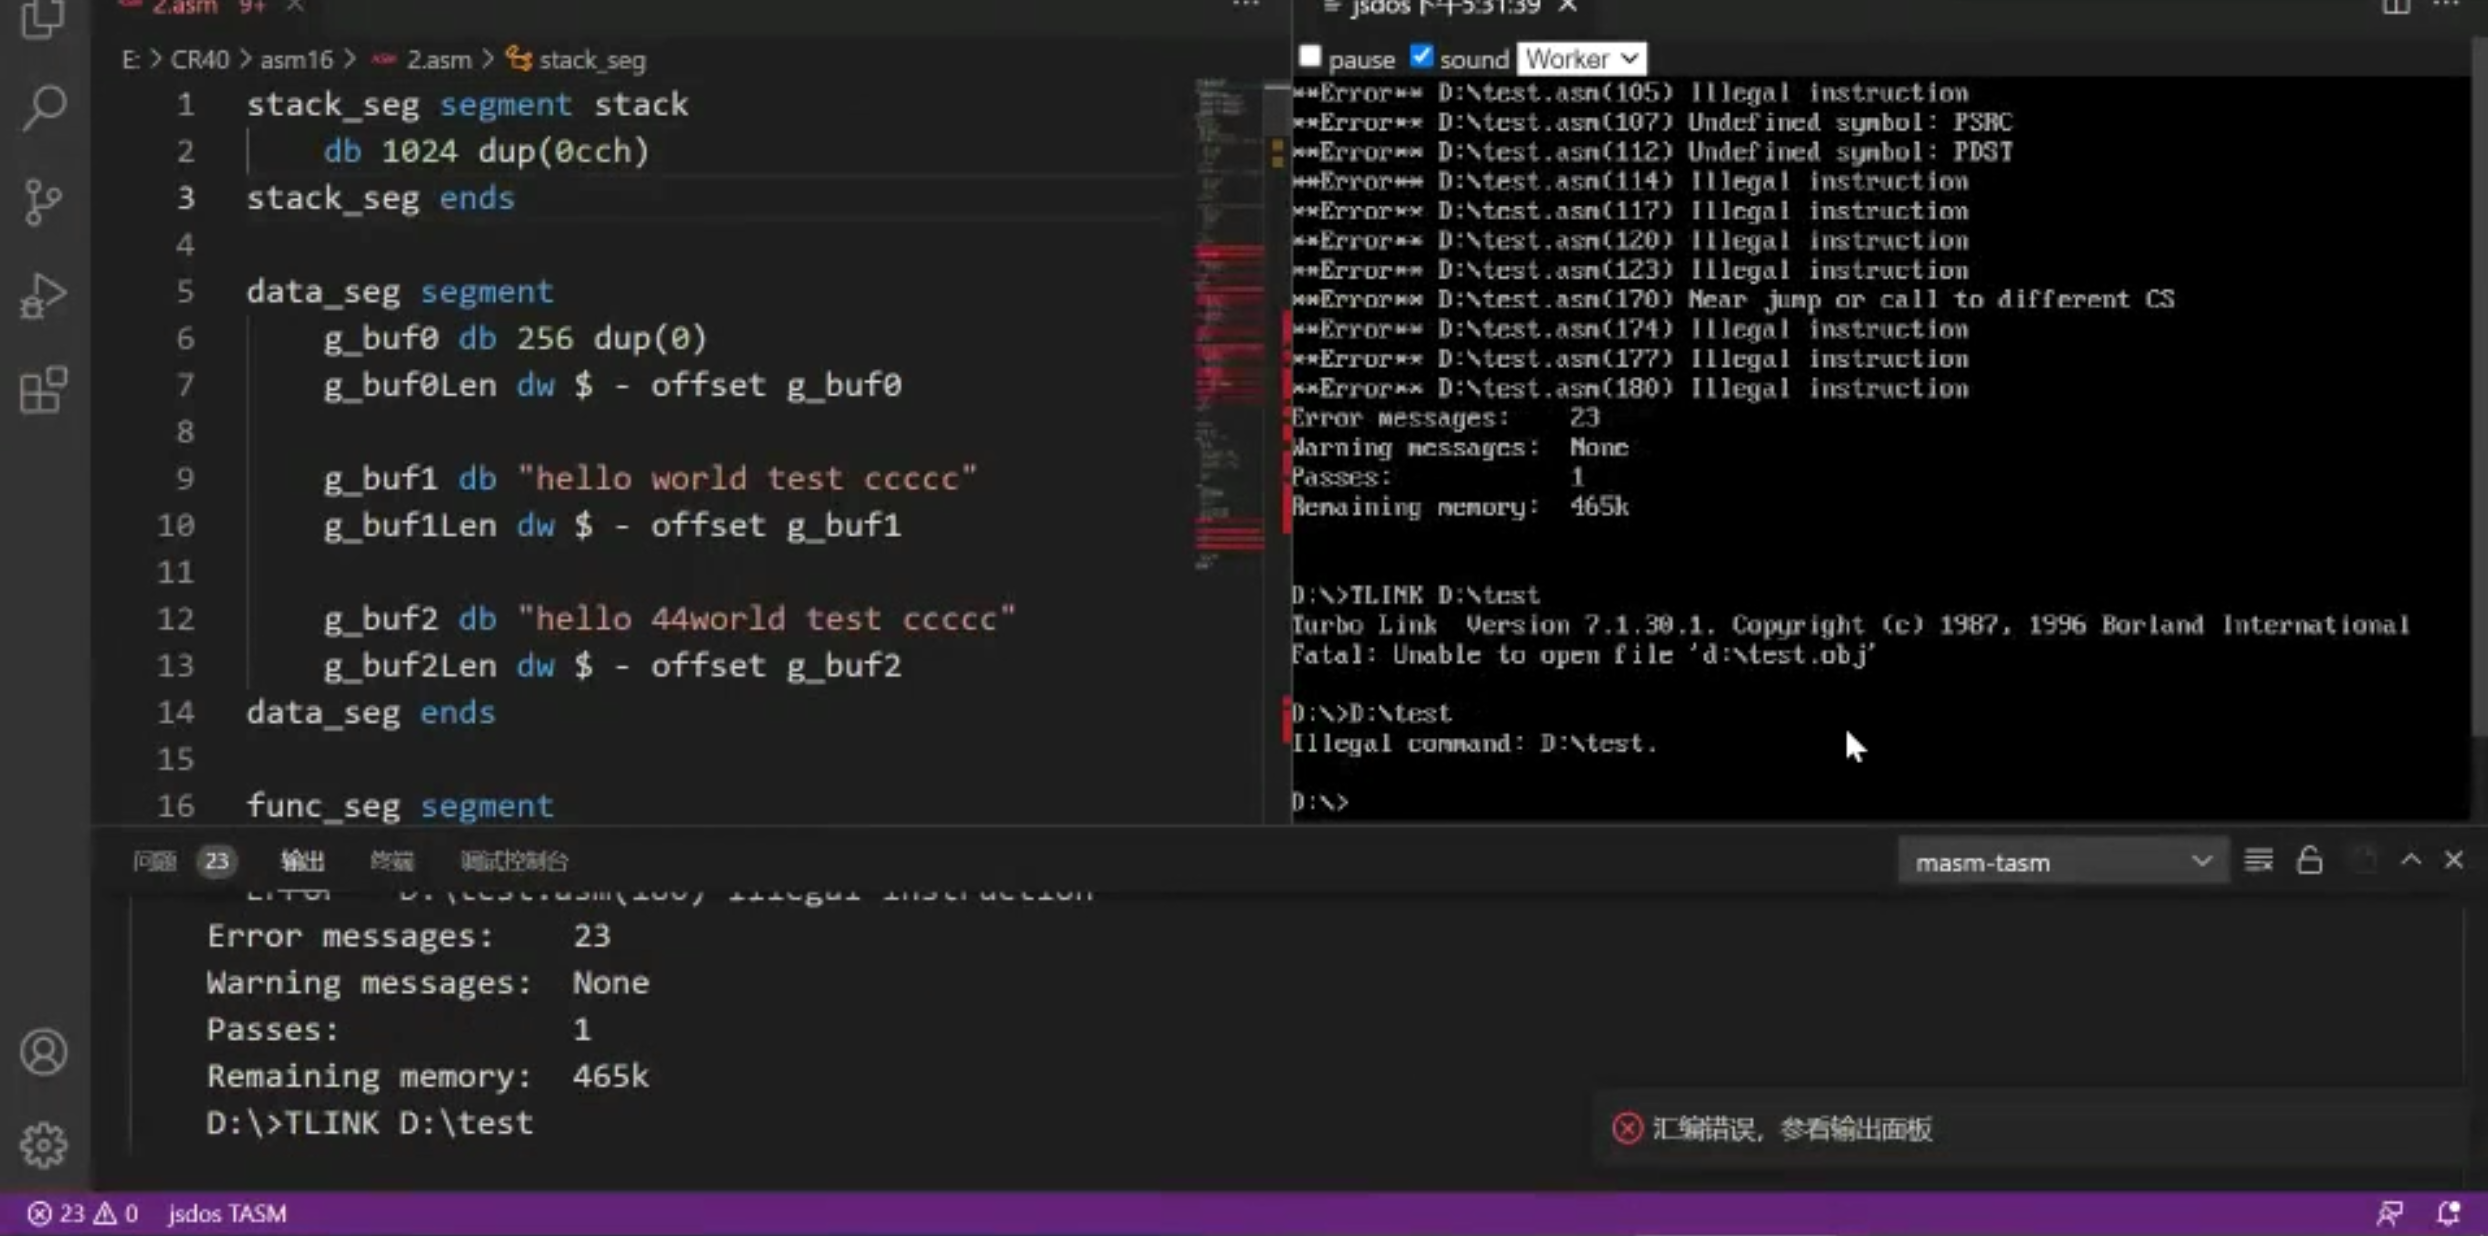 2.asm 9+ ×
E: > CR40 > asm16 > 2.asm > stack_seg
1 stack_seg segment stack
2 db 1024 dup(0cch)
3 stack_seg ends
4
5 data_seg segment
6 g_buf0 db 256 dup(0)
7 g_buf0Len dw $ - offset g_buf0
8
9 g_buf1 db "hello world test ccccc"
10 g_buf1Len dw $ - offset g_buf1
11
12 g_buf2 db "hello 44world test ccccc"
13 g_buf2Len dw $ - offset g_buf2
14 data_seg ends
15
16 func_seg segment
jsdos 下午5:31:39 ×
pause sound Worker
**Error** D:\test.asm(105) Illegal instruction
**Error** D:\test.asm(107) Undefined symbol: PSRC
**Error** D:\test.asm(112) Undefined symbol: PDST
**Error** D:\test.asm(114) Illegal instruction
**Error** D:\test.asm(117) Illegal instruction
**Error** D:\test.asm(120) Illegal instruction
**Error** D:\test.asm(123) Illegal instruction
**Error** D:\test.asm(170) Near jump or call to different CS
**Error** D:\test.asm(174) Illegal instruction
**Error** D:\test.asm(177) Illegal instruction
**Error** D:\test.asm(180) Illegal instruction
Error messages: 23
Warning messages: None
Passes: 1
Remaining memory: 465k
D:\>TLINK D:\test
Turbo Link Version 7.1.30.1. Copyright (c) 1987, 1996 Borland International
Fatal: Unable to open file 'd:\test.obj'
D:\>D:\test
Illegal command: D:\test.
D:\>
问题 23 输出 终端 调试控制台
masm-tasm
Error D:\test.asm(180) Illegal instruction
Error messages: 23
Warning messages: None
Passes: 1
Remaining memory: 465k
D:\>TLINK D:\test
汇编错误，参看输出面板
23 0 jsdos TASM